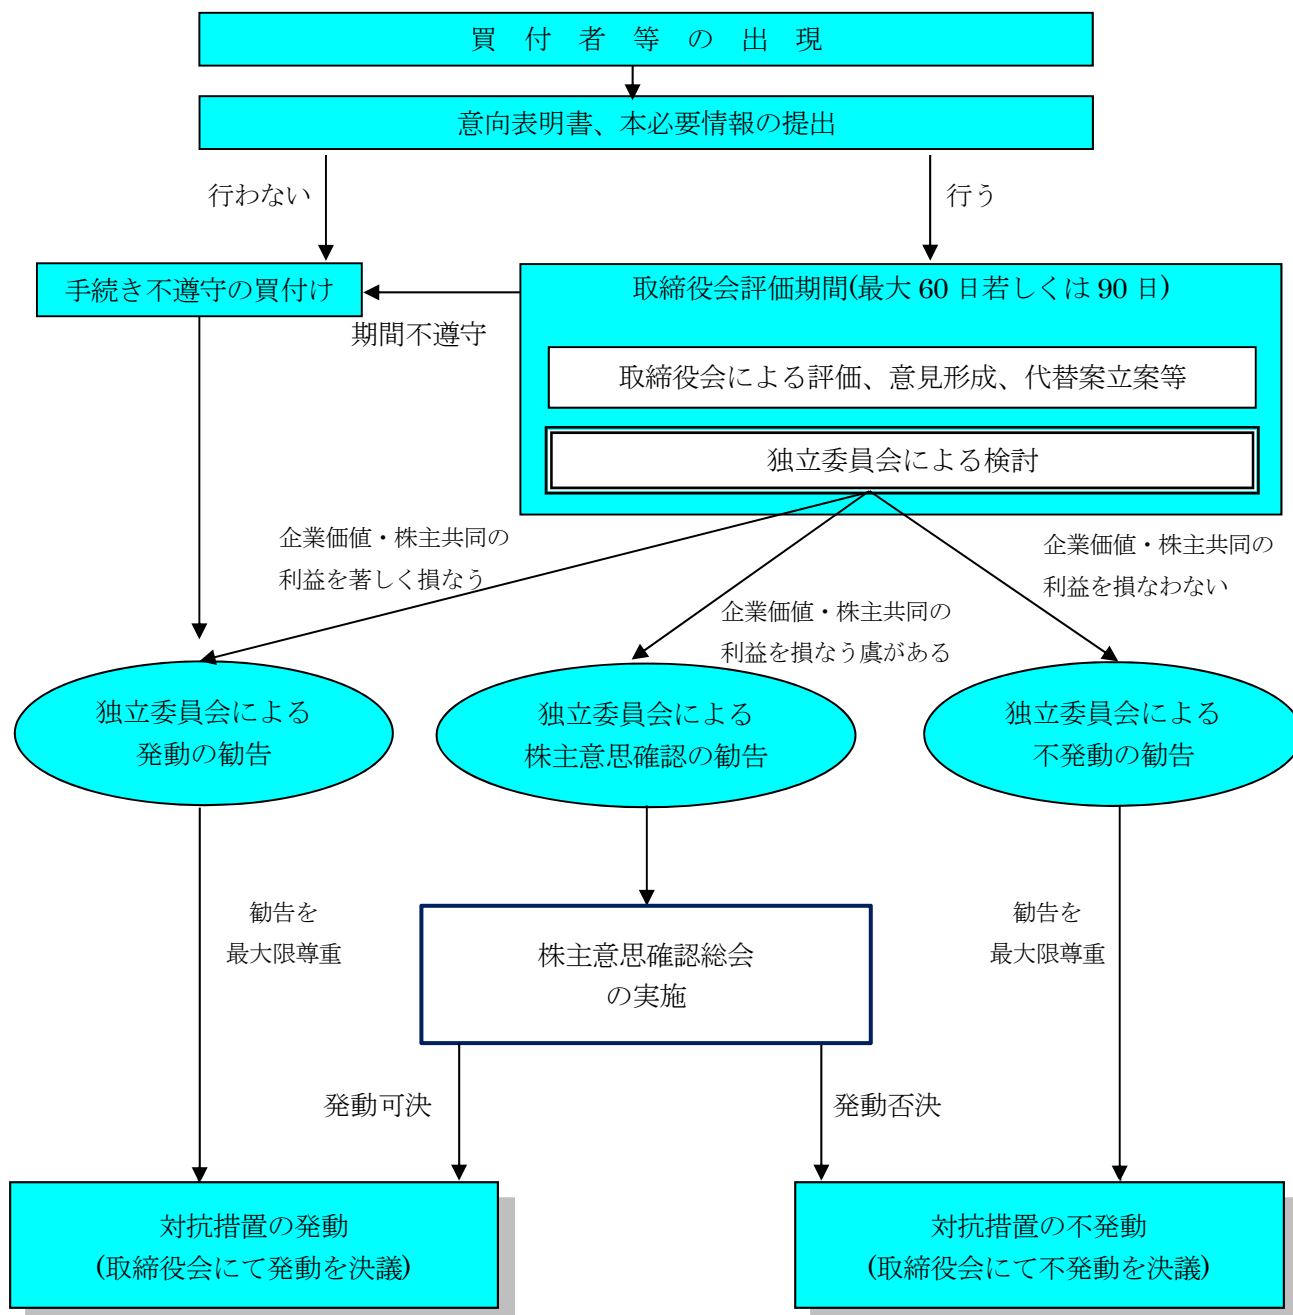 買付者等の出現
意向表明書、本必要情報の提出
行わない
行う
手続き不遵守の買付け
取締役会評価期間(最大 60 日若しくは 90 日)
期間不遵守
取締役会による評価、意見形成、代替案立案等
独立委員会による検討
企業価値・株主共同の
利益を著しく損なう
企業価値・株主共同の
利益を損なう虞がある
企業価値・株主共同の
利益を損なわない
独立委員会による
発動の勧告
独立委員会による
株主意思確認の勧告
独立委員会による
不発動の勧告
勧告を
最大限尊重
株主意思確認総会
の実施
勧告を
最大限尊重
発動可決
発動否決
対抗措置の発動
(取締役会にて発動を決議)
対抗措置の不発動
(取締役会にて不発動を決議)